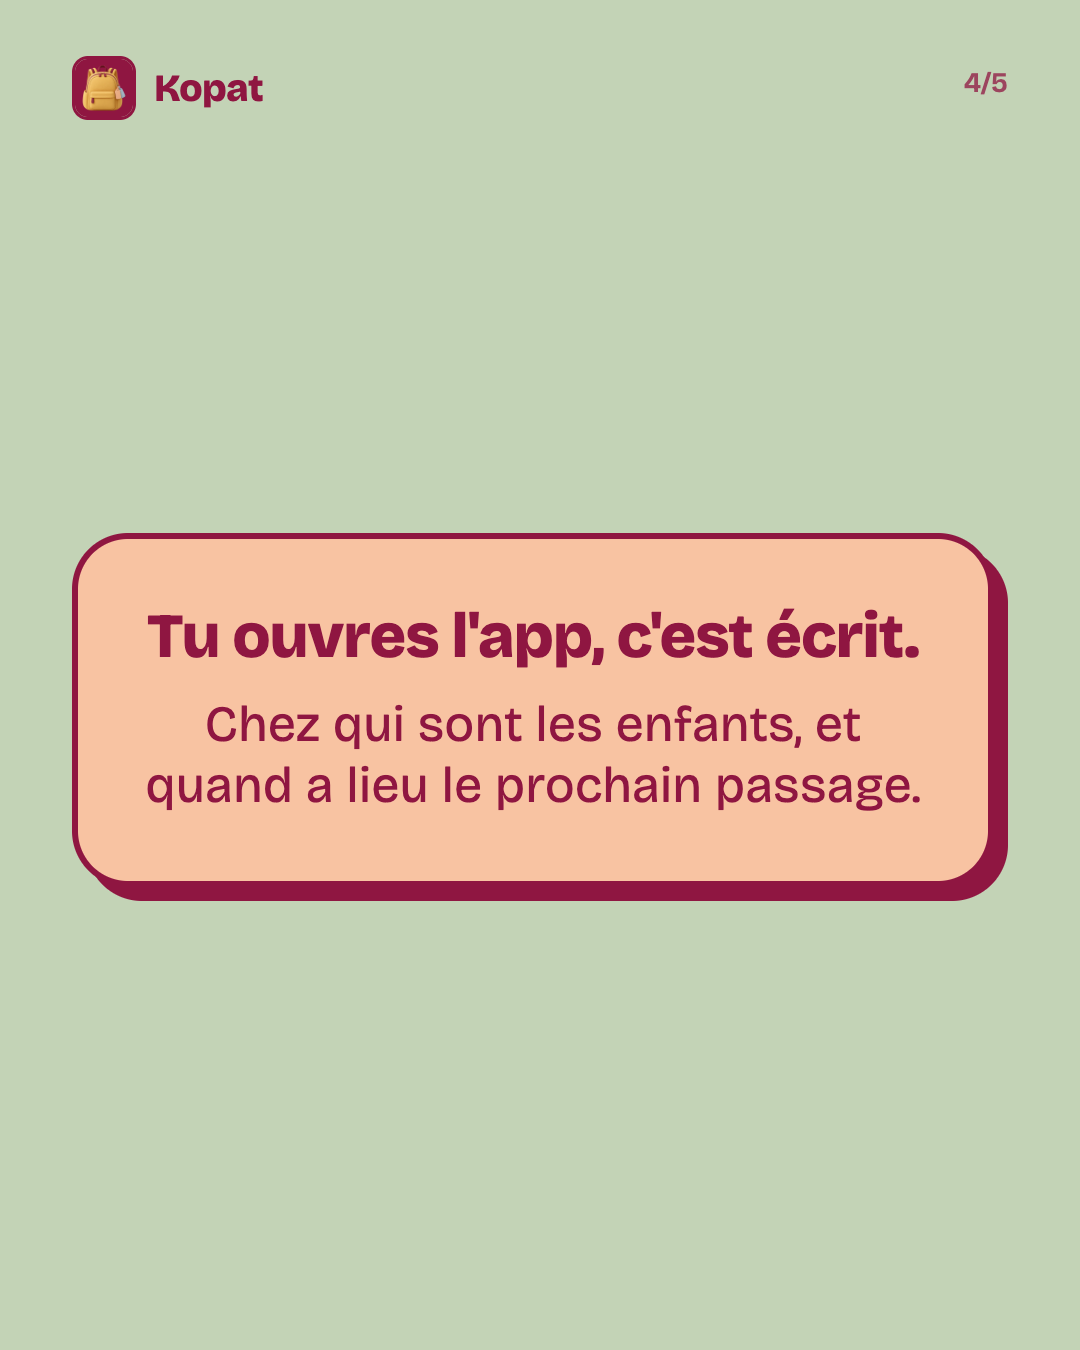 Kopat
4/5
Tu ouvres l'app, c'est écrit.
Chez qui sont les enfants, et
quand a lieu le prochain passage.